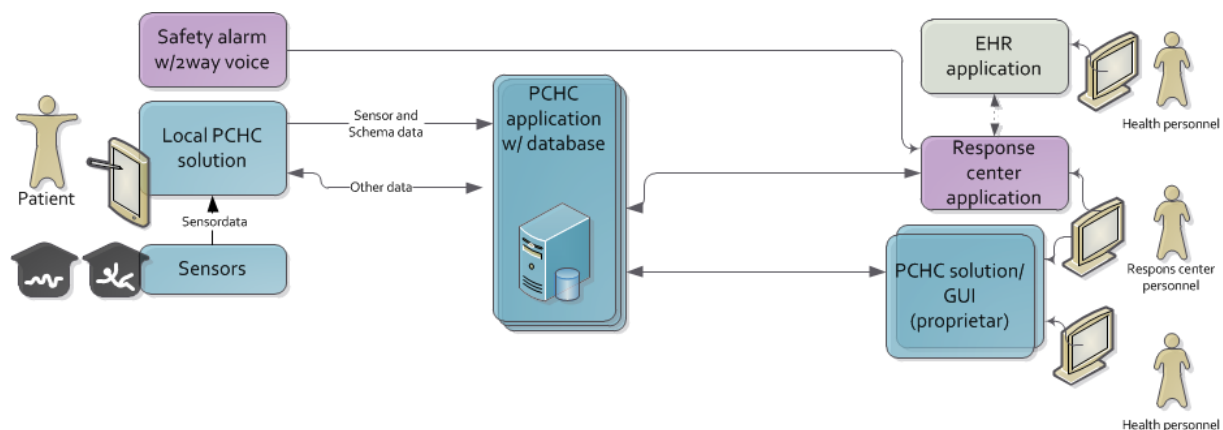 Safety alarm
w/2way voice
Local PCHC
solution
Patient
Sensordata
Sensors
Sensor and
Schema data
Other data
PCHC
application
w/ database
EHR
application
Health personnel
Response
center
application
Respons center
personnel
PCHC solution/
GUI
(proprietar)
Health personnel